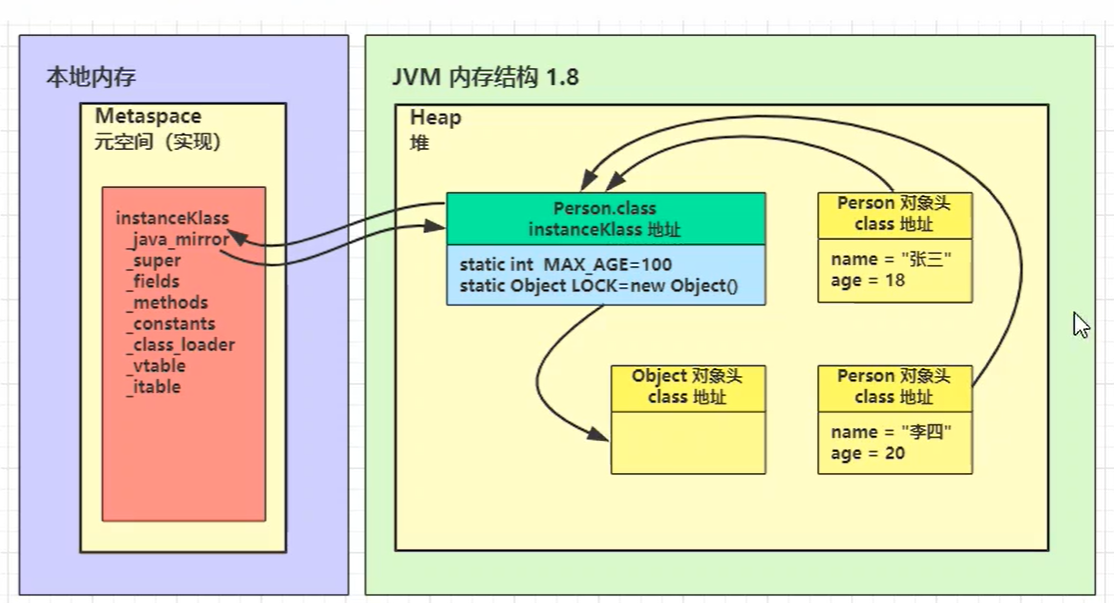 本地内存
Metaspace
元空间（实现）
instanceKlass
_java_mirror
_super
_fields
_methods
_constants
_class_loader
_vtable
_itable
JVM 内存结构 1.8
Heap
堆
Person.class
instanceKlass 地址
static int MAX_AGE=100
static Object LOCK=new Object()
Person 对象头
class 地址
name = "张三"
age = 18
Object 对象头
class 地址
Person 对象头
class 地址
name = "李四"
age = 20